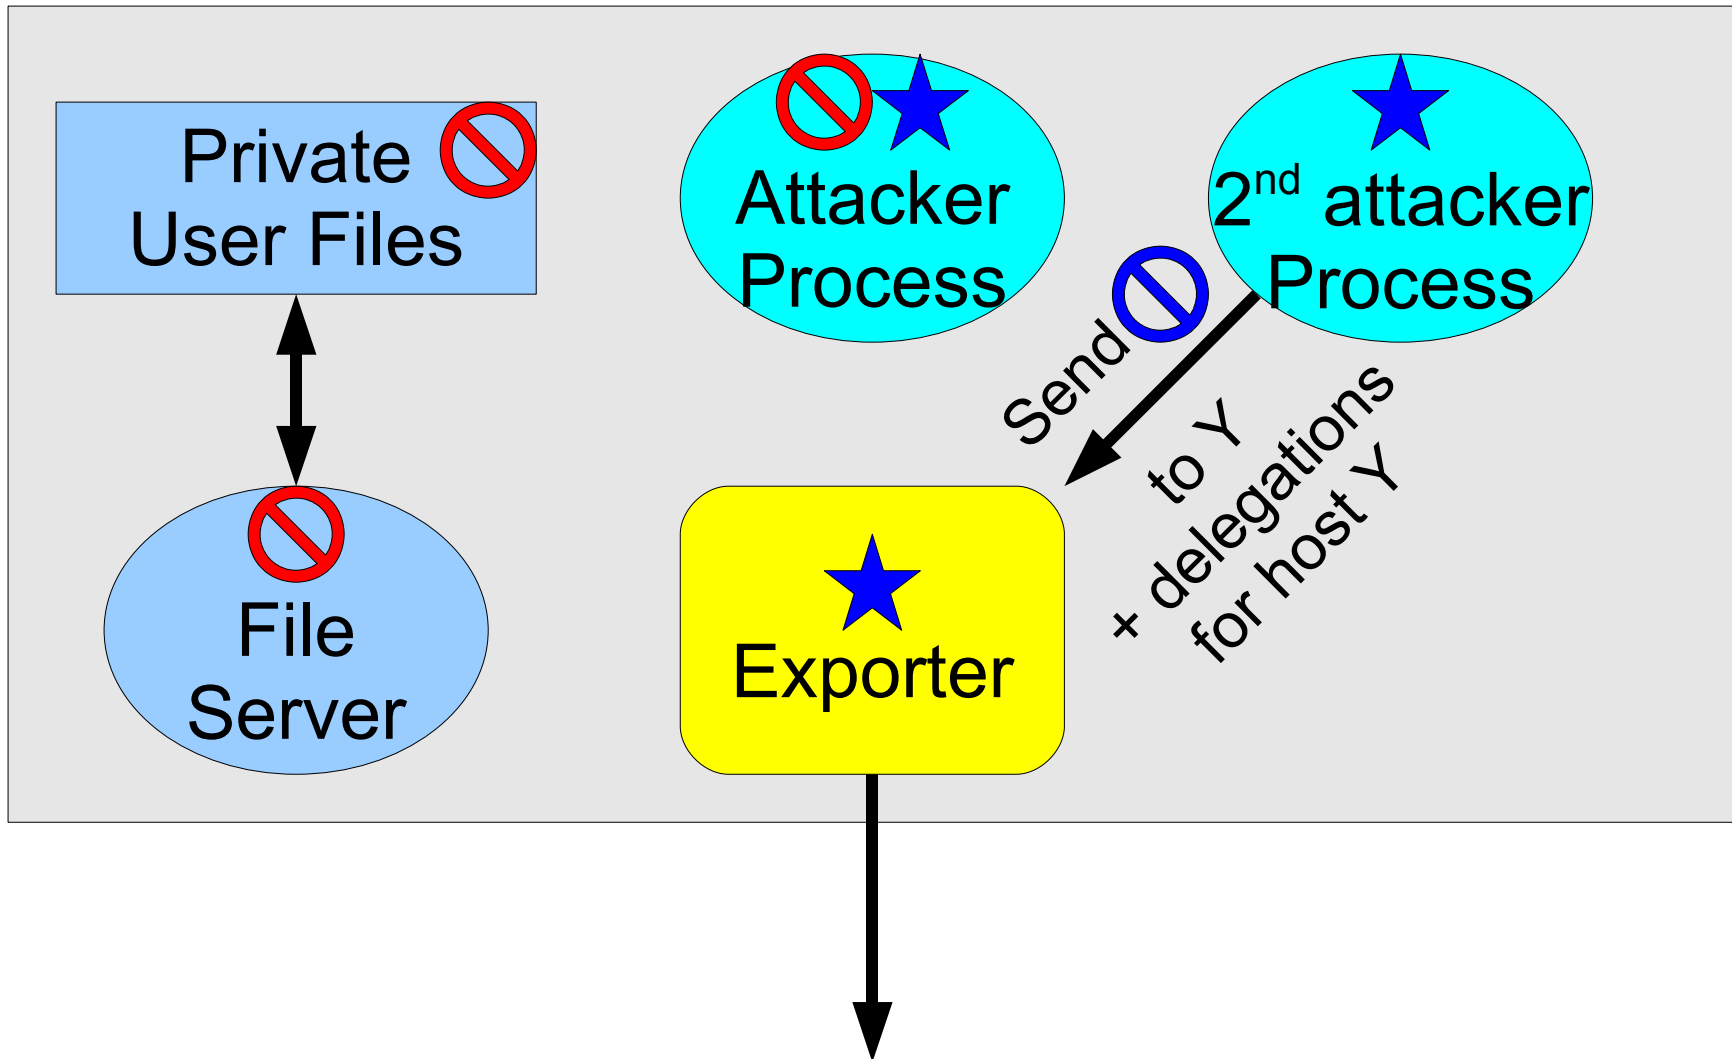 Private
User Files
Attacker
Process
2nd attacker
Process
Send
to Y
+ delegations
for host Y
File
Server
Exporter